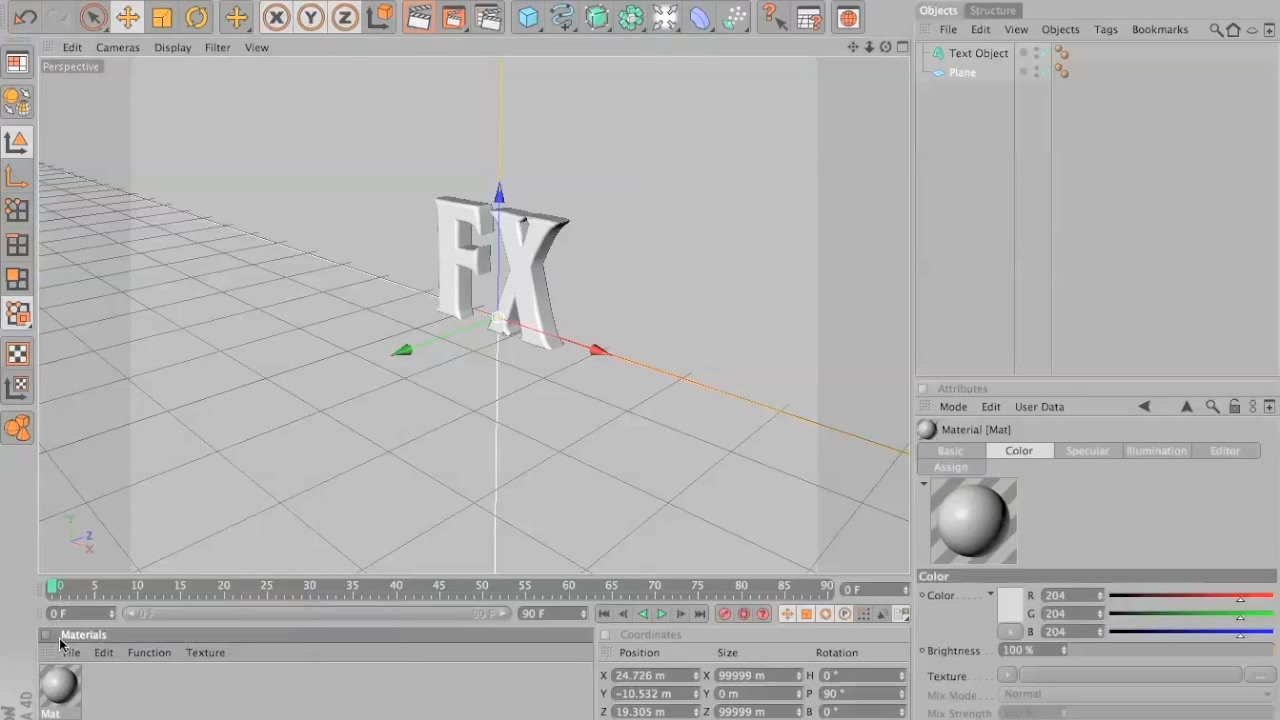 Objects Structure
File Edit View Objects Tags Bookmarks
Text Object
Plane
X Y Z
Edit Cameras Display Filter View
Perspective
Y
Z
X
FX
Attributes
Mode Edit User Data
Material [Mat]
Basic Color Specular Illumination Editor
Assign
Color
Color R 204
G 204
B 204
Brightness 100 %
Texture ...
Mix Mode Normal
Mix Strength 100 %
0 5 10 15 20 25 30 35 40 45 50 55 60 65 70 75 80 85 90 0 F
0 F 0 F 90 F 90 F
Materials
File Edit Function Texture
Mat
Coordinates
Position Size Rotation
X 24.726 m X 99999 m H 0 °
Y -10.532 m Y 0 m P 90 °
Z 19.305 m Z 99999 m B 0 °